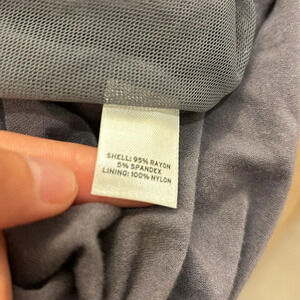 SHELL: 95% RAYON
5% SPANDEX
LINING: 100% NYLON